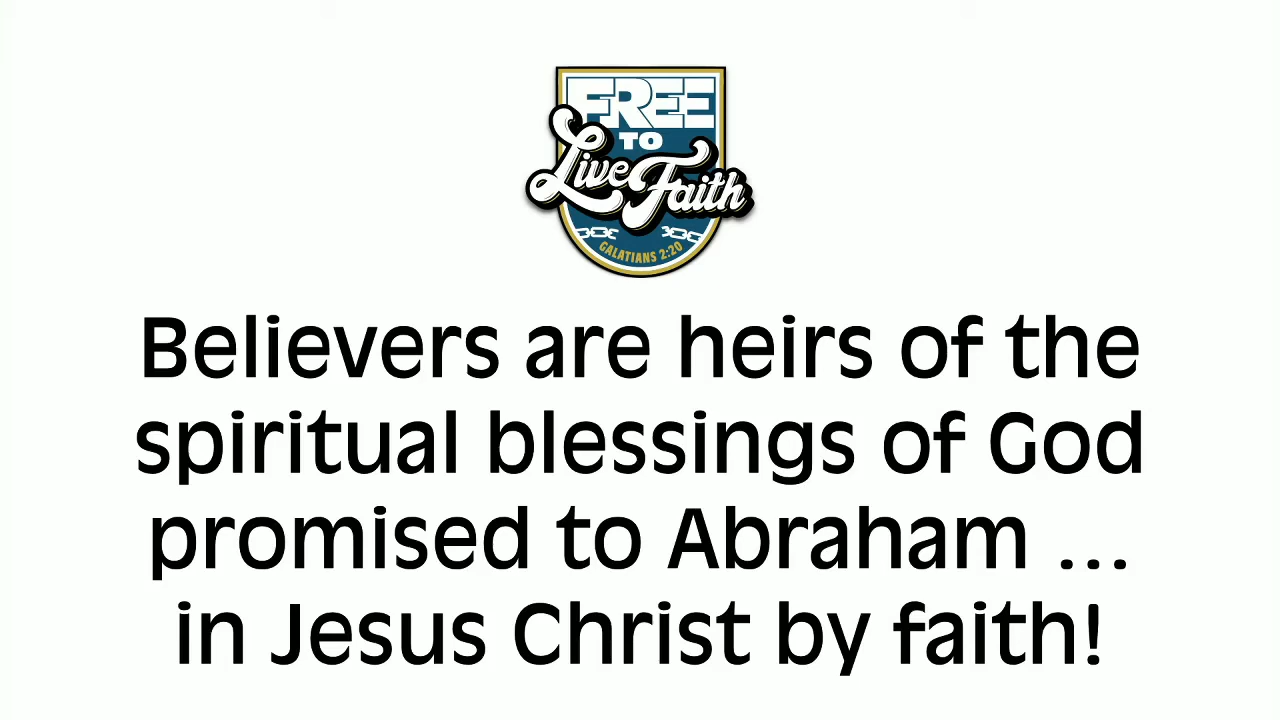 FREE
TO
Live Faith
GALATIANS 2:20
Believers are heirs of the
spiritual blessings of God
promised to Abraham ...
in Jesus Christ by faith!